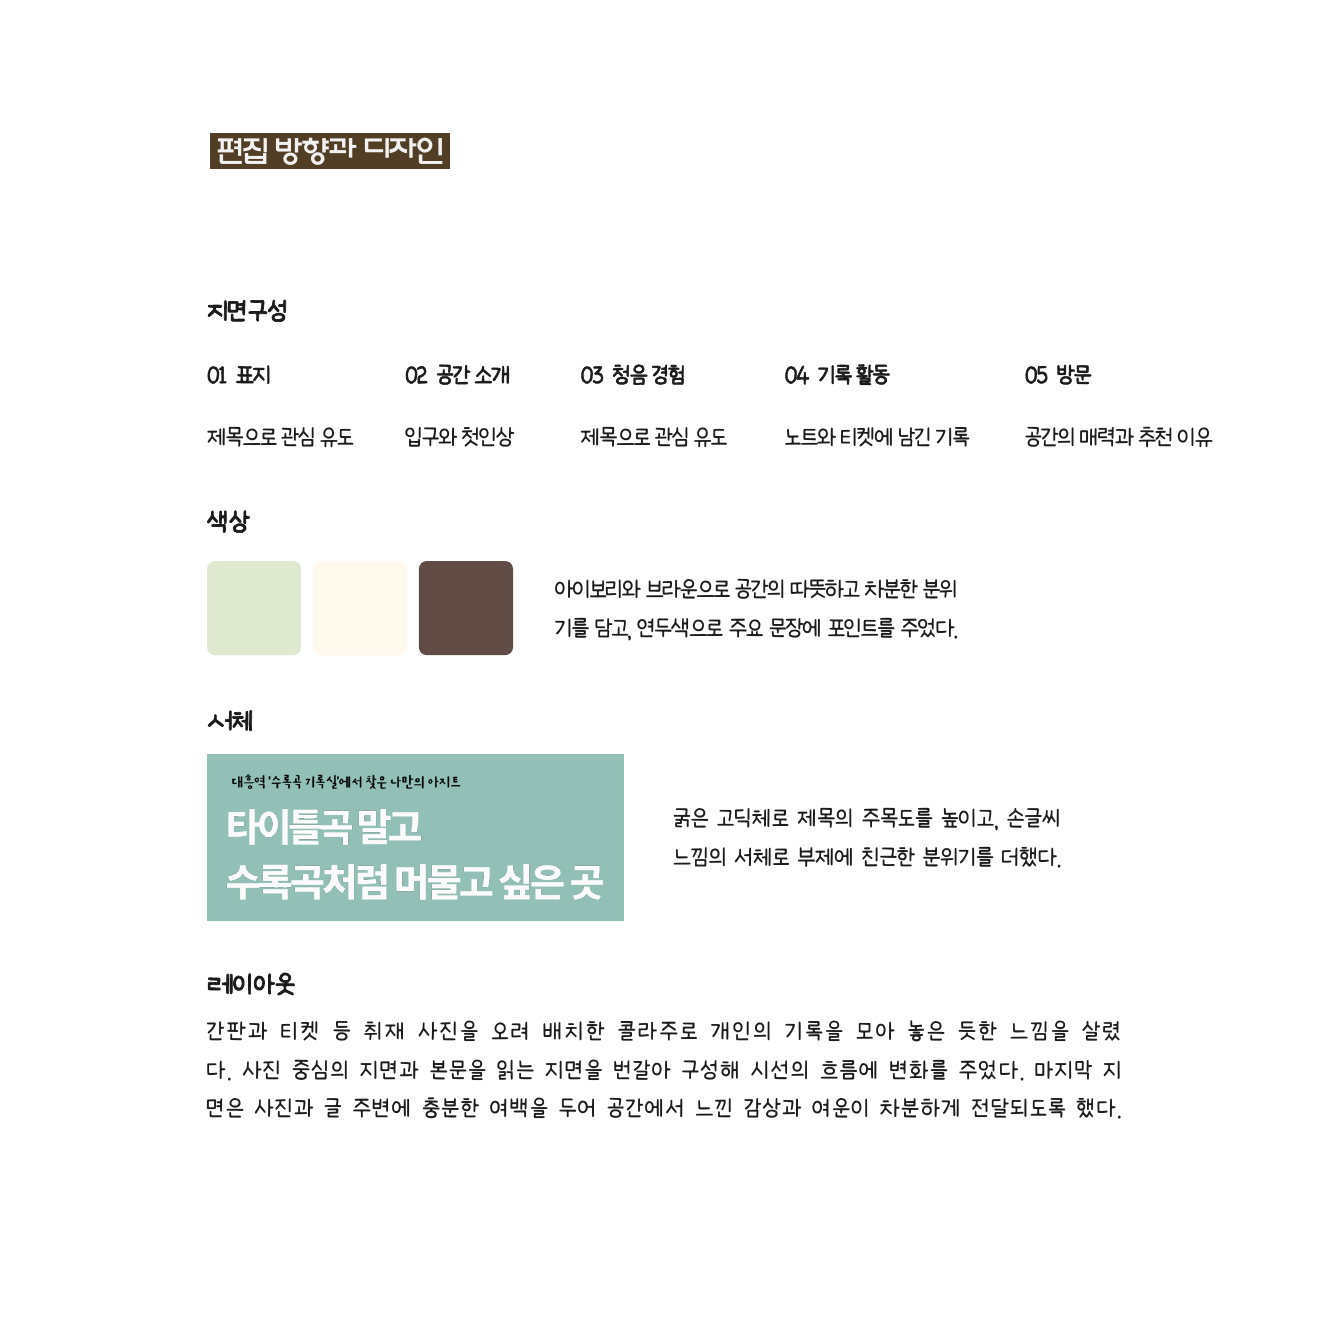 편집 방향과 디자인
지면구성
01 표지
02 공간 소개
03 청음 경험
04 기록 활동
05 방문
제목으로 관심 유도
입구와 첫인상
제목으로 관심 유도
노트와 티켓에 남긴 기록
공간의 매력과 추천 이유
색상
아이보리와 브라운으로 공간의 따뜻하고 차분한 분위
기를 담고, 연두색으로 주요 문장에 포인트를 주었다.
서체
대흥역 '수록곡 기록실'에서 찾은 나만의 아지트
타이틀곡 말고
수록곡처럼 머물고 싶은 곳
굵은 고딕체로 제목의 주목도를 높이고, 손글씨
느낌의 서체로 부제에 친근한 분위기를 더했다.
레이아웃
간판과 티켓 등 취재 사진을 오려 배치한 콜라주로 개인의 기록을 모아 놓은 듯한 느낌을 살렸
다. 사진 중심의 지면과 본문을 읽는 지면을 번갈아 구성해 시선의 흐름에 변화를 주었다. 마지막 지
면은 사진과 글 주변에 충분한 여백을 두어 공간에서 느낀 감상과 여운이 차분하게 전달되도록 했다.